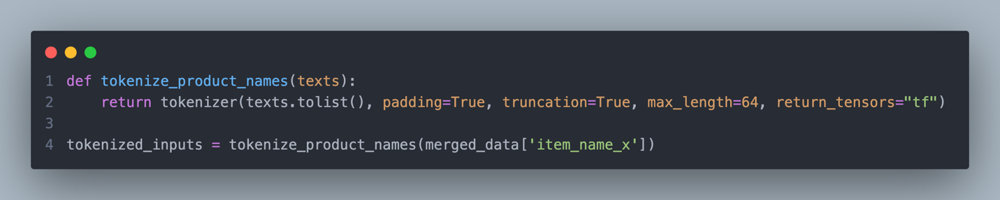 1 def tokenize_product_names(texts):
2     return tokenizer(texts.tolist(), padding=True, truncation=True, max_length=64, return_tensors="tf")
3
4 tokenized_inputs = tokenize_product_names(merged_data['item_name_x'])